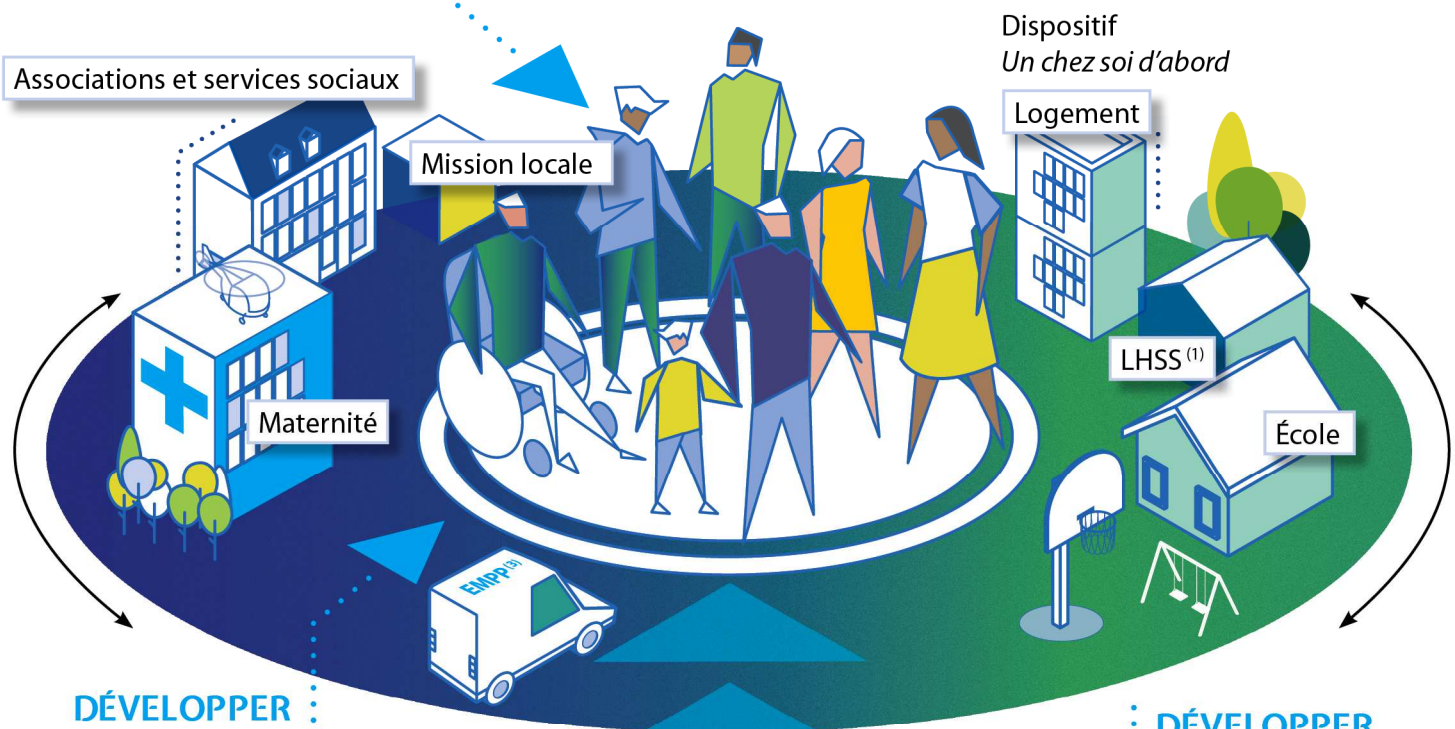 Dispositif
Un chez soi d'abord
Associations et services sociaux
Logement
Mission locale
LHSS (1)
Maternité
École
EMPP (3)
DÉVELOPPER
DÉVELOPPER